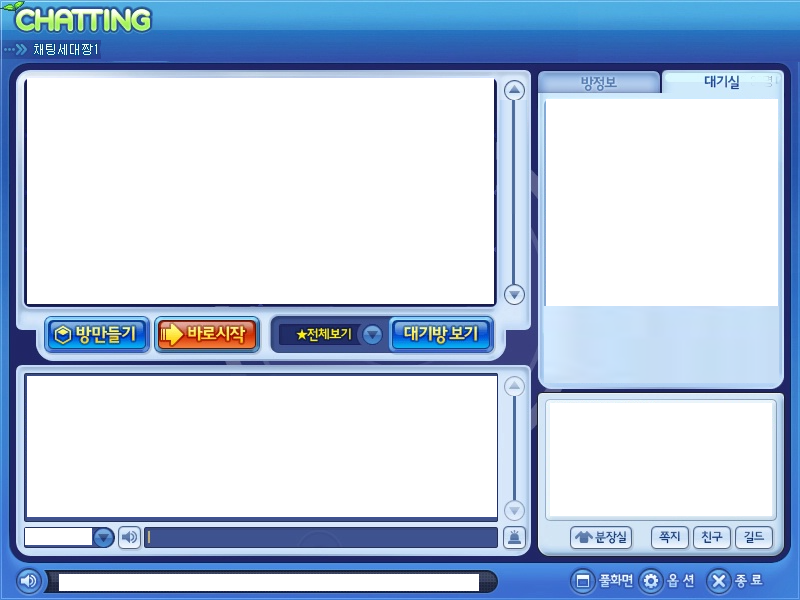 CHATTING
채팅세대짱1
방정보
대기실
방만들기
바로시작
★전체보기
대기방 보기
분장실
쪽지
친구
길드
풀화면
옵 션
종 료